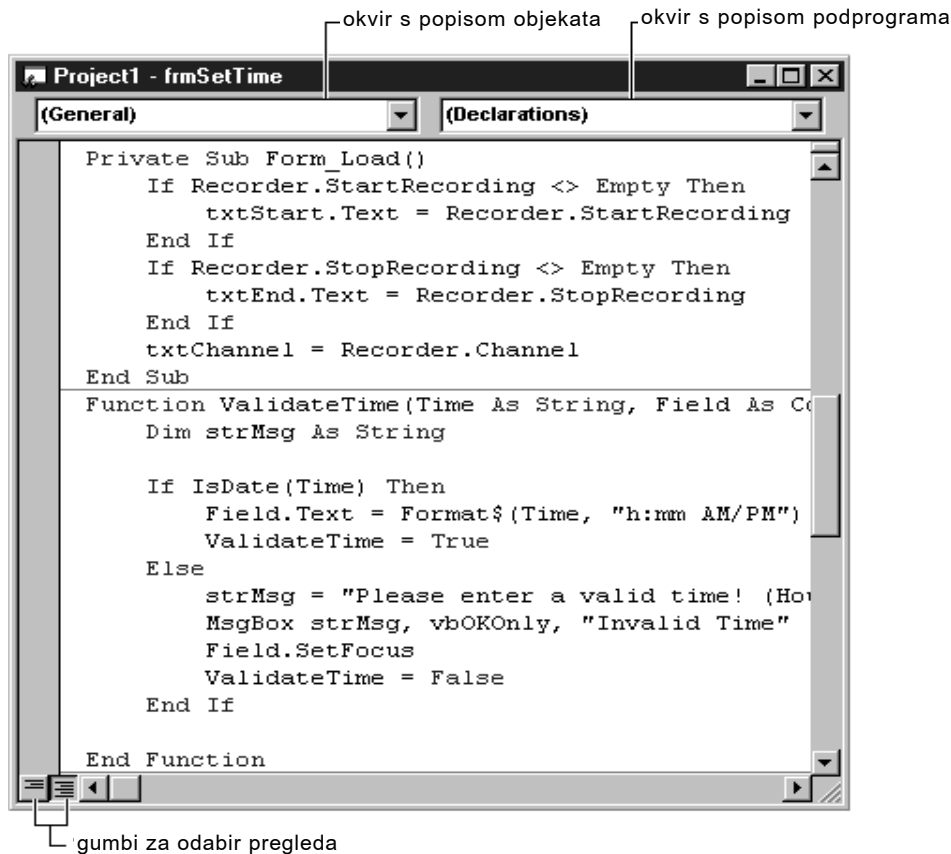 okvir s popisom objekata
okvir s popisom podprograma
Project1 - frmSetTime
(General)
(Declarations)
Private Sub Form_Load()
If Recorder.StartRecording <> Empty Then
txtStart.Text = Recorder.StartRecording
End If
If Recorder.StopRecording <> Empty Then
txtEnd.Text = Recorder.StopRecording
End If
txtChannel = Recorder.Channel
End Sub
Function ValidateTime(Time As String, Field As
Dim strMsg As String
If IsDate(Time) Then
Field.Text = Format$(Time, "h:mm AM/PM")
ValidateTime = True
Else
strMsg = "Please enter a valid time!
MsgBox strMsg, vbOKOnly, "Invalid Time"
Field.SetFocus
ValidateTime = False
End If
End Function
gumbi za odabir pregleda